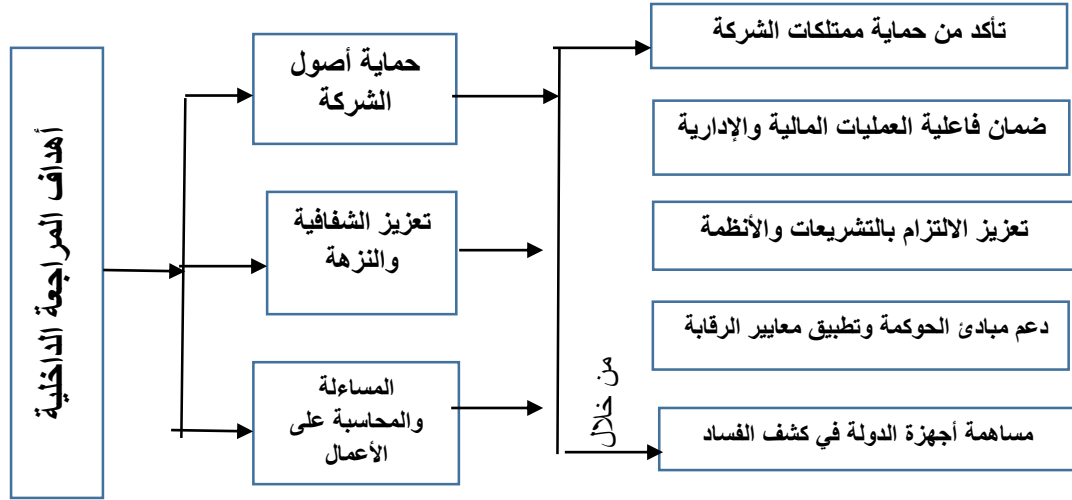 أهداف المراجعة الداخلية
حماية أصول
الشركة
تعزيز الشفافية
والنزهة
المساءلة
والمحاسبة على
الأعمال
من خلال
تأكد من حماية ممتلكات الشركة
ضمان فاعلية العمليات المالية والإدارية
تعزيز الالتزام بالتشريعات والأنظمة
دعم مبادئ الحوكمة وتطبيق معايير الرقابة
مساهمة أجهزة الدولة في كشف الفساد